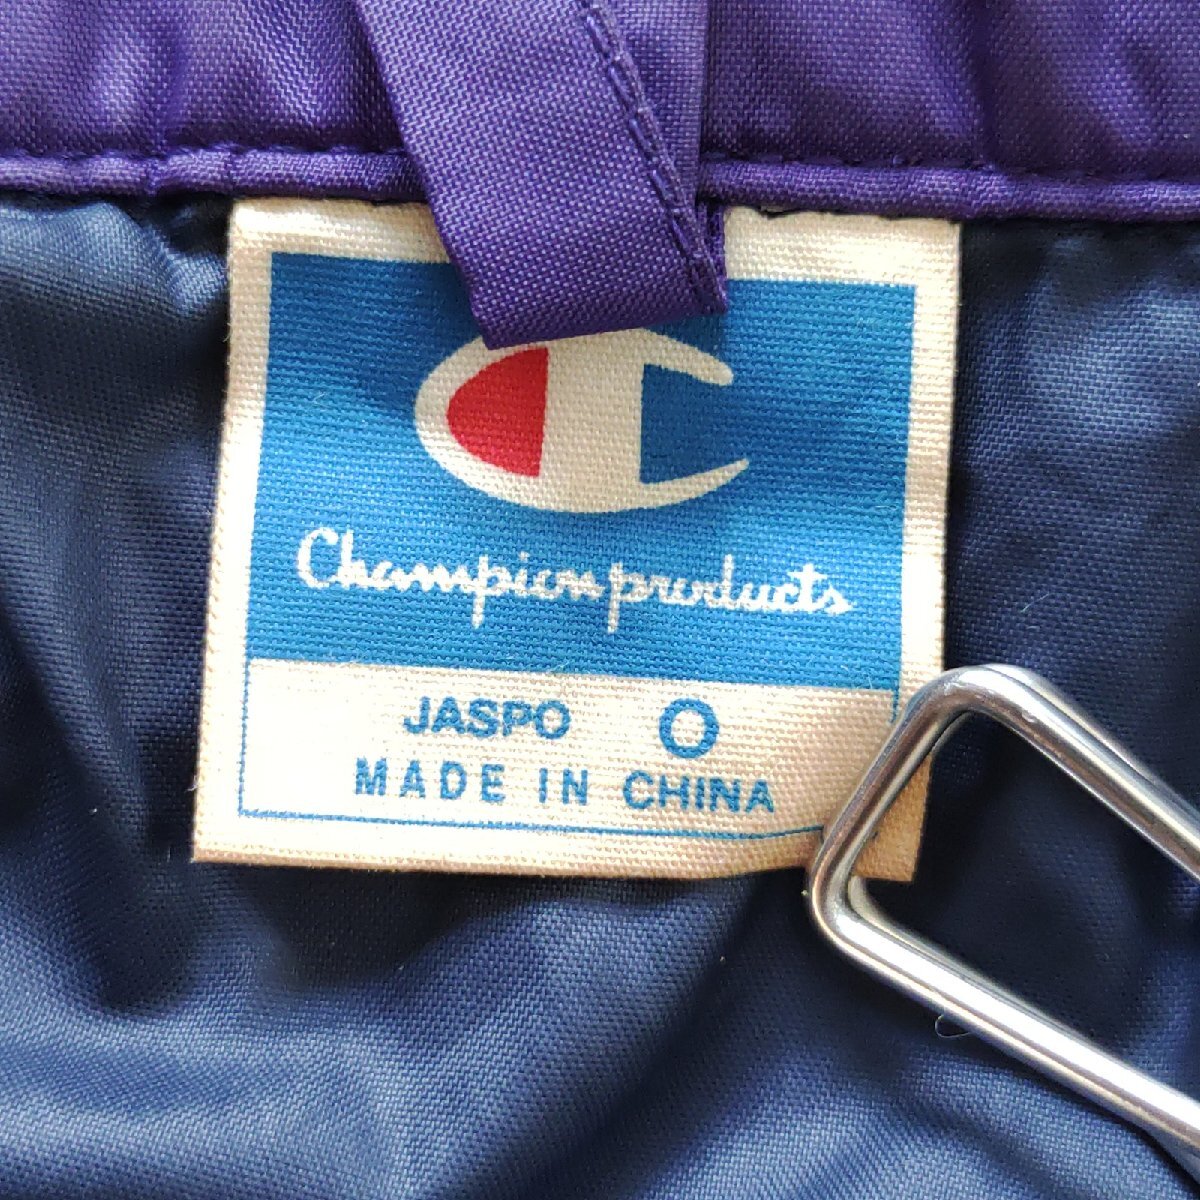 Champion products
JASPO O
MADE IN CHINA